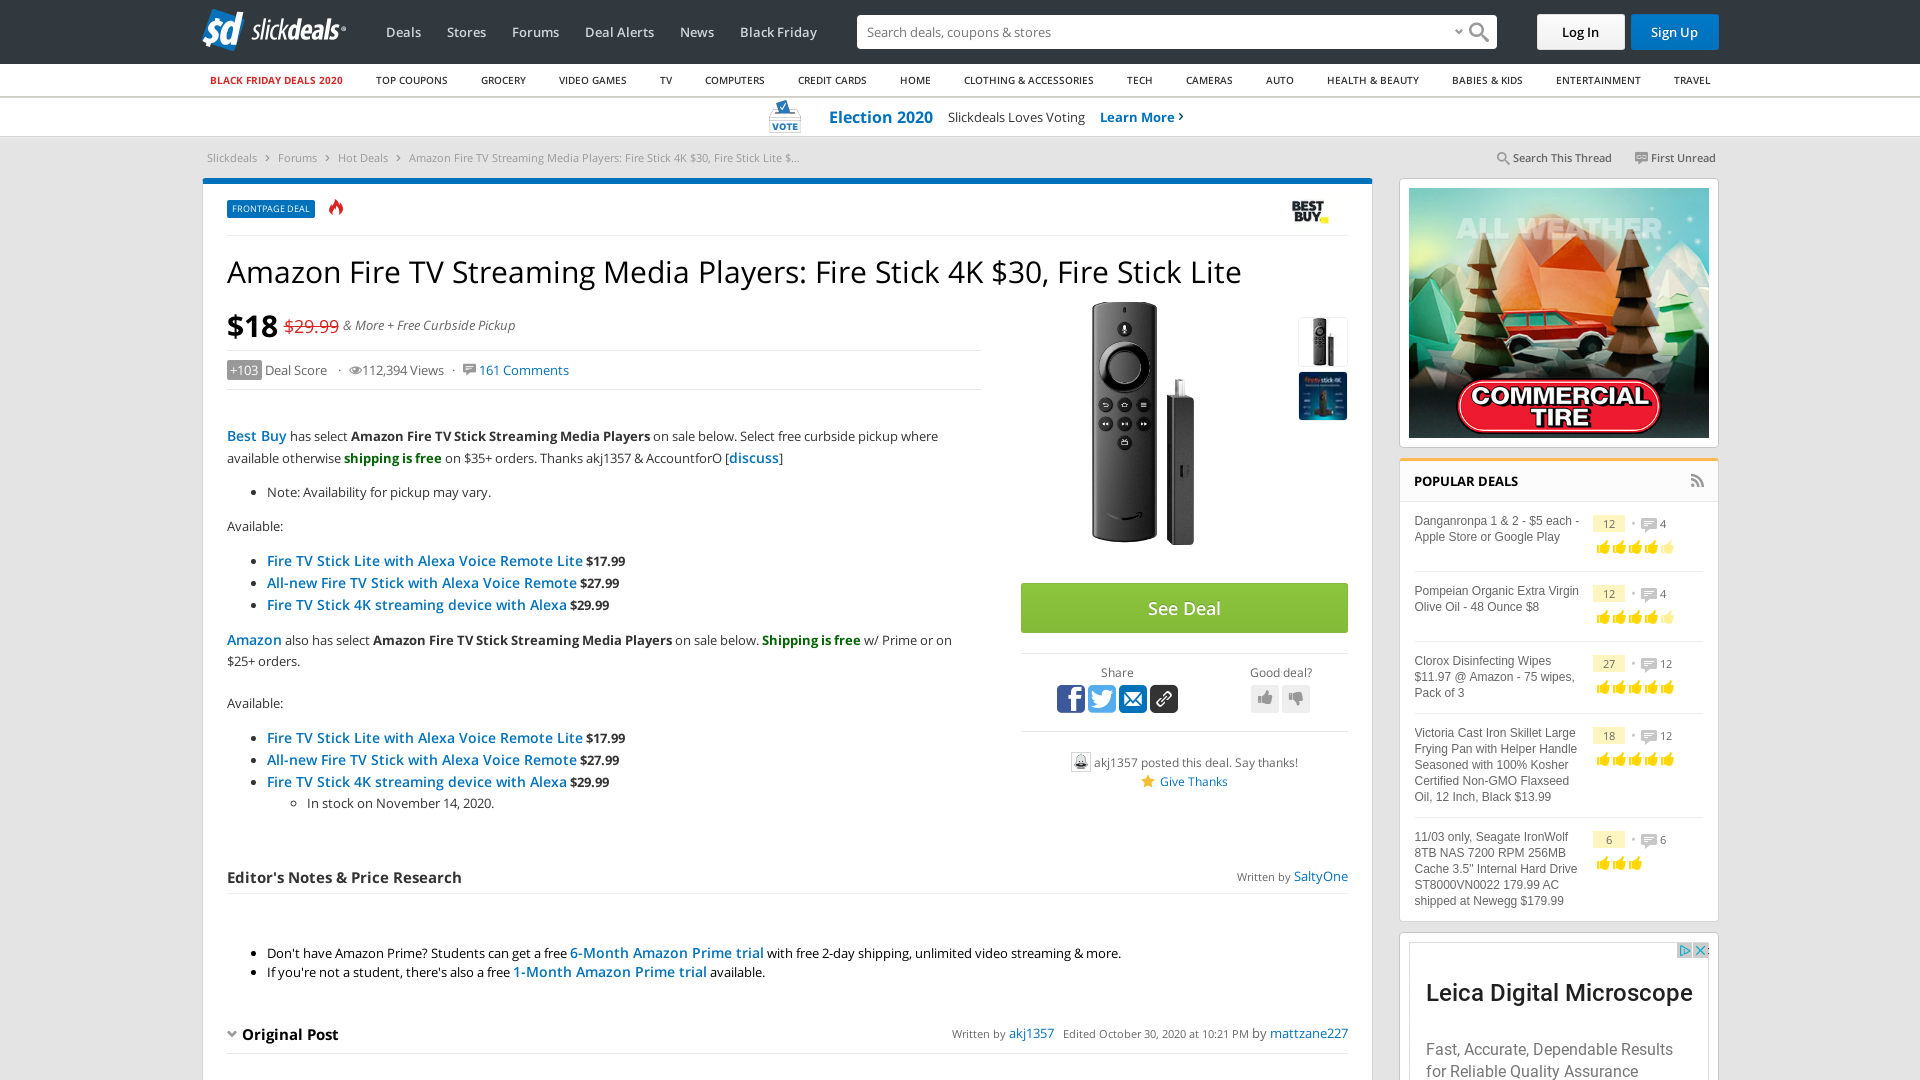 sd slickdeals
Deals
Stores
Forums
Deal Alerts
News
Black Friday
Search deals, coupons & stores
Log In
Sign Up
BLACK FRIDAY DEALS 2020
TOP COUPONS
GROCERY
VIDEO GAMES
TV
COMPUTERS
CREDIT CARDS
HOME
CLOTHING & ACCESSORIES
TECH
CAMERAS
AUTO
HEALTH & BEAUTY
BABIES & KIDS
ENTERTAINMENT
TRAVEL
VOTE
Election 2020
Slickdeals Loves Voting
Learn More
Slickdeals > Forums > Hot Deals > Amazon Fire TV Streaming Media Players: Fire Stick 4K $30, Fire Stick Lite $...
Search This Thread
First Unread
FRONTPAGE DEAL
BEST BUY
Amazon Fire TV Streaming Media Players: Fire Stick 4K $30, Fire Stick Lite
$18 $29.99 & More + Free Curbside Pickup
+103 Deal Score · 112,394 Views · 161 Comments
Best Buy has select Amazon Fire TV Stick Streaming Media Players on sale below. Select free curbside pickup where
available otherwise shipping is free on $35+ orders. Thanks akj1357 & AccountforO [discuss]
Note: Availability for pickup may vary.
Available:
Fire TV Stick Lite with Alexa Voice Remote Lite $17.99
All-new Fire TV Stick with Alexa Voice Remote $27.99
Fire TV Stick 4K streaming device with Alexa $29.99
Amazon also has select Amazon Fire TV Stick Streaming Media Players on sale below. Shipping is free w/ Prime or on
$25+ orders.
Available:
Fire TV Stick Lite with Alexa Voice Remote Lite $17.99
All-new Fire TV Stick with Alexa Voice Remote $27.99
Fire TV Stick 4K streaming device with Alexa $29.99
In stock on November 14, 2020.
See Deal
Share
Good deal?
akj1357 posted this deal. Say thanks!
Give Thanks
Editor's Notes & Price Research
Written by SaltyOne
Don't have Amazon Prime? Students can get a free 6-Month Amazon Prime trial with free 2-day shipping, unlimited video streaming & more.
If you're not a student, there's also a free 1-Month Amazon Prime trial available.
Original Post
Written by akj1357 Edited October 30, 2020 at 10:21 PM by mattzane227
ALL WEATHER
COMMERCIAL
TIRE
POPULAR DEALS
Danganronpa 1 & 2 - $5 each -
Apple Store or Google Play
12 • 4
Pompeian Organic Extra Virgin
Olive Oil - 48 Ounce $8
12 • 4
Clorox Disinfecting Wipes
$11.97 @ Amazon - 75 wipes,
Pack of 3
27 • 12
Victoria Cast Iron Skillet Large
Frying Pan with Helper Handle
Seasoned with 100% Kosher
Certified Non-GMO Flaxseed
Oil, 12 Inch, Black $13.99
18 • 12
11/03 only, Seagate IronWolf
8TB NAS 7200 RPM 256MB
Cache 3.5" Internal Hard Drive
ST8000VN0022 179.99 AC
shipped at Newegg $179.99
6 • 6
Leica Digital Microscope
Fast, Accurate, Dependable Results
for Reliable Quality Assurance